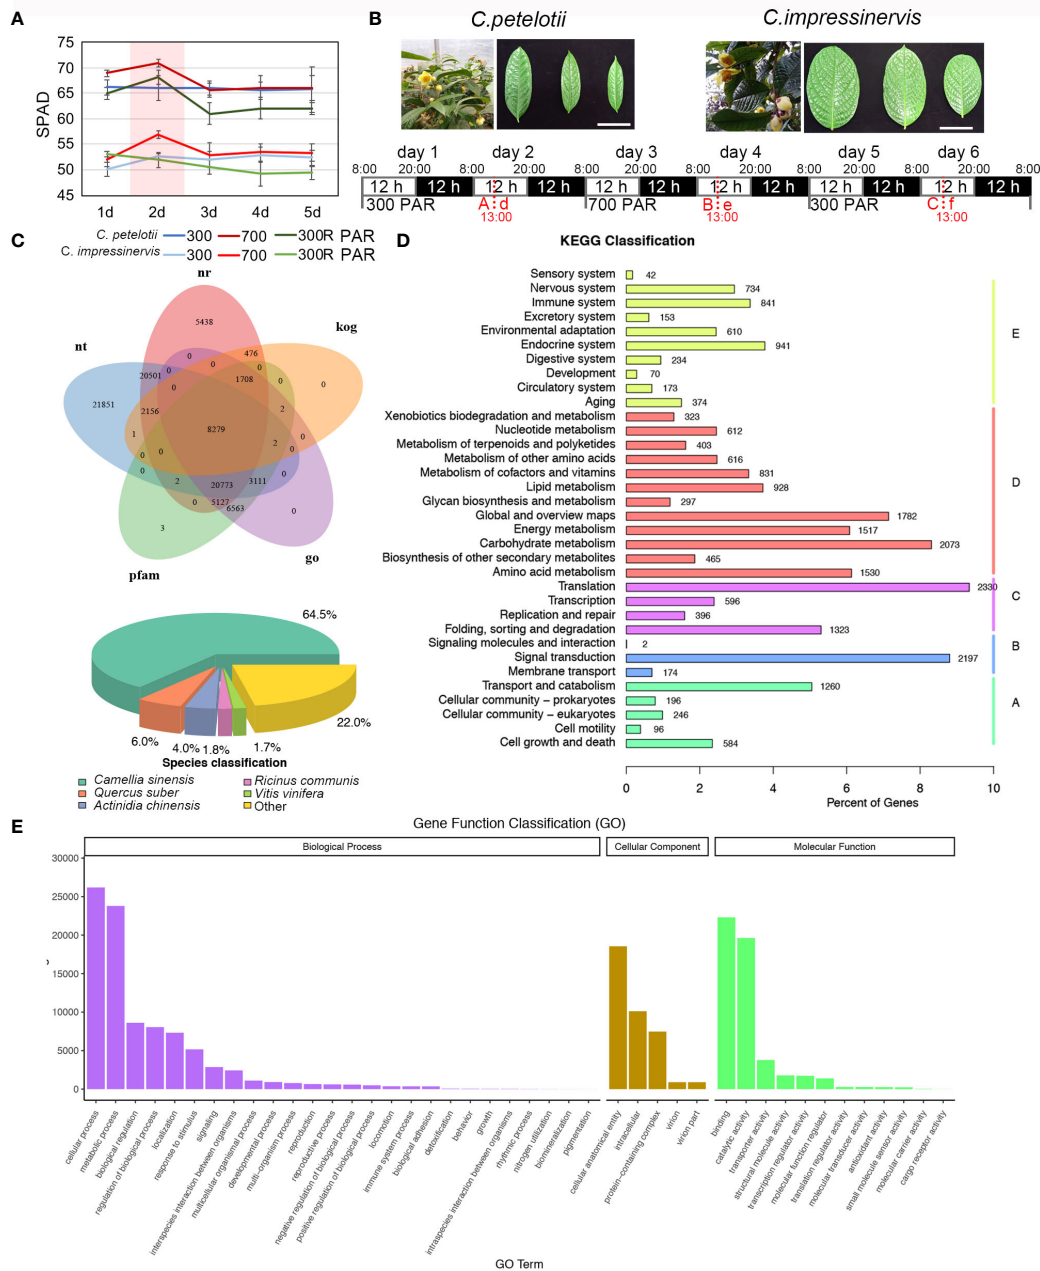 A
75
70
65
60
55
50
45
SPAD
1d 2d 3d 4d 5d
C. petelotii 300 700 300R PAR
C. impressinervis 300 700 300R PAR
B
C.petelotii
C.impressinervis
day 1 day 2 day 3 day 4 day 5 day 6
8:00 20:00 8:00 20:00 8:00 20:00 8:00 20:00 8:00 20:00 8:00 20:00 8:00
12 h 12 h 12 h 12 h 12 h 12 h 12 h 12 h 12 h 12 h 12 h 12 h
300 PAR A d 700 PAR B e 300 PAR C f
13:00 13:00 13:00
C
nr
kog
nt
go
pfam
5438
476
0
0
0
0
20501
0
1708
0
0
21851
2156
0
2
1
8279
0
2
0
0
0
0
0
2
20773
3111
0
5127
6563
0
3
64.5%
22.0%
6.0%
4.0%
1.8%
1.7%
Species classification
Camellia sinensis
Quercus suber
Actinidia chinensis
Ricinus communis
Vitis vinifera
Other
D
KEGG Classification
Sensory system 42
Nervous system 734
Immune system 841
Excretory system 153
Environmental adaptation 610
Endocrine system 941
Digestive system 234
Development 70
Circulatory system 173
Aging 374
E
Xenobiotics biodegradation and metabolism 323
Nucleotide metabolism 612
Metabolism of terpenoids and polyketides 403
Metabolism of other amino acids 616
Metabolism of cofactors and vitamins 831
Lipid metabolism 928
Glycan biosynthesis and metabolism 297
Global and overview maps 1782
Energy metabolism 1517
Carbohydrate metabolism 2073
Biosynthesis of other secondary metabolites 465
Amino acid metabolism 1530
D
Translation 2330
Transcription 596
Replication and repair 396
Folding, sorting and degradation 1323
C
Signaling molecules and interaction 2
Signal transduction 2197
Membrane transport 174
B
Transport and catabolism 1260
Cellular community – prokaryotes 196
Cellular community – eukaryotes 246
Cell motility 96
Cell growth and death 584
A
0 2 4 6 8 10
Percent of Genes
E
Gene Function Classification (GO)
Biological Process
Cellular Component
Molecular Function
30000
25000
20000
15000
10000
5000
0
cellular process
metabolic process
biological regulation
regulation of biological process
localization
response to stimulus
signaling
interspecies interaction between organisms
multicellular organismal process
developmental process
multi-organism process
reproduction
reproductive process
negative regulation of biological process
positive regulation of biological process
locomotion
immune system process
biological adhesion
detoxification
behavior
growth
intraspecies interaction between organisms
rhythmic process
nitrogen utilization
biomineralization
pigmentation
cellular anatomical entity
intracellular
protein-containing complex
virion
virion part
binding
catalytic activity
transporter activity
structural molecule activity
transcription regulator activity
molecular function regulator
translation regulator activity
molecular transducer activity
antioxidant activity
small molecule sensor activity
molecular carrier activity
cargo receptor activity
GO Term